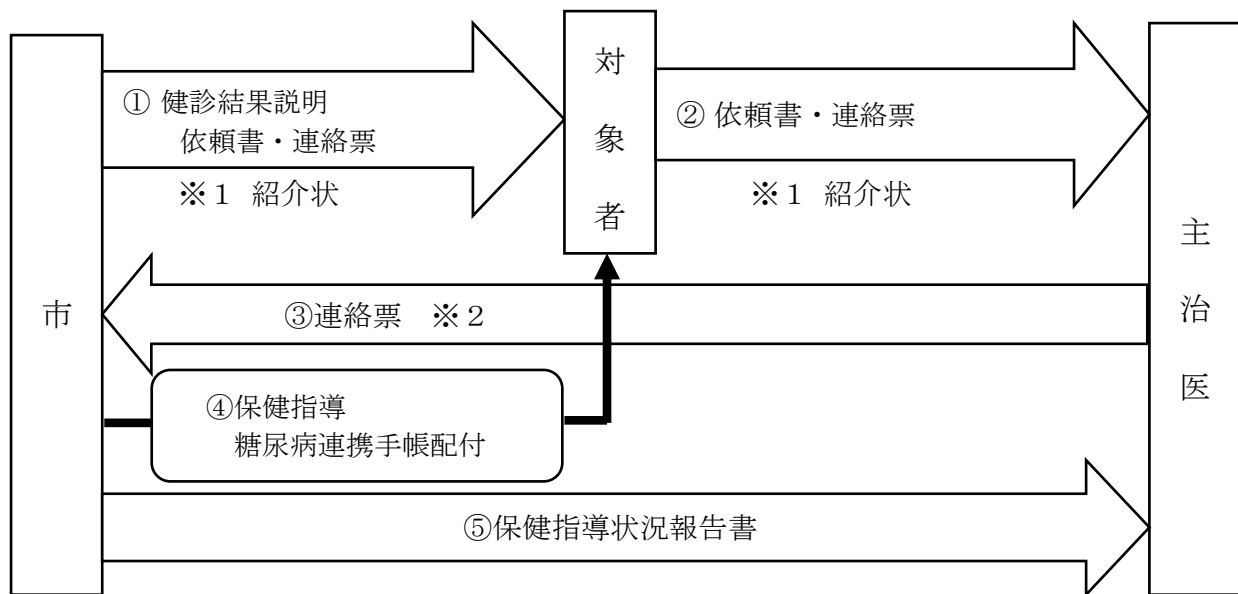 市
① 健診結果説明
依頼書・連絡票
※１ 紹介状
対象者
② 依頼書・連絡票
※１ 紹介状
主治医
③連絡票 ※２
④保健指導
糖尿病連携手帳配付
⑤保健指導状況報告書